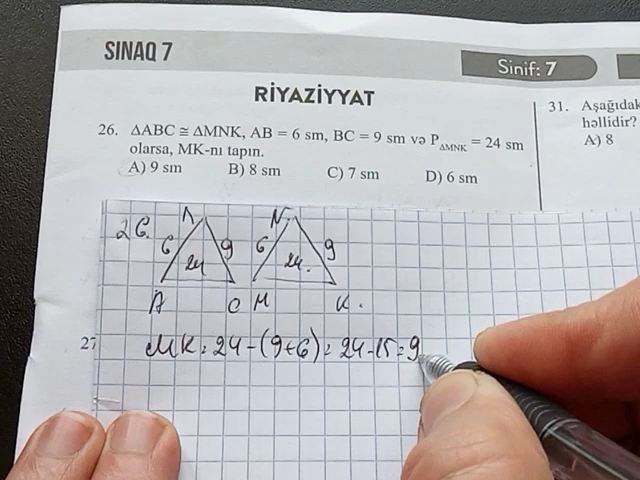 SINAQ 7
Sinif: 7
RİYAZİYYAT
26. ΔABC ≅ ΔMNK, AB = 6 sm, BC = 9 sm və P△MNK = 24 sm
olarsa, MK-nı tapın.
A) 9 sm B) 8 sm C) 7 sm D) 6 sm
31. Aşağıdak
həllidir?
A) 8
26.
N
6 9 6 9
24 24.
A C M K.
27
MK = 24 - (9+6) = 24 - 15 = 9